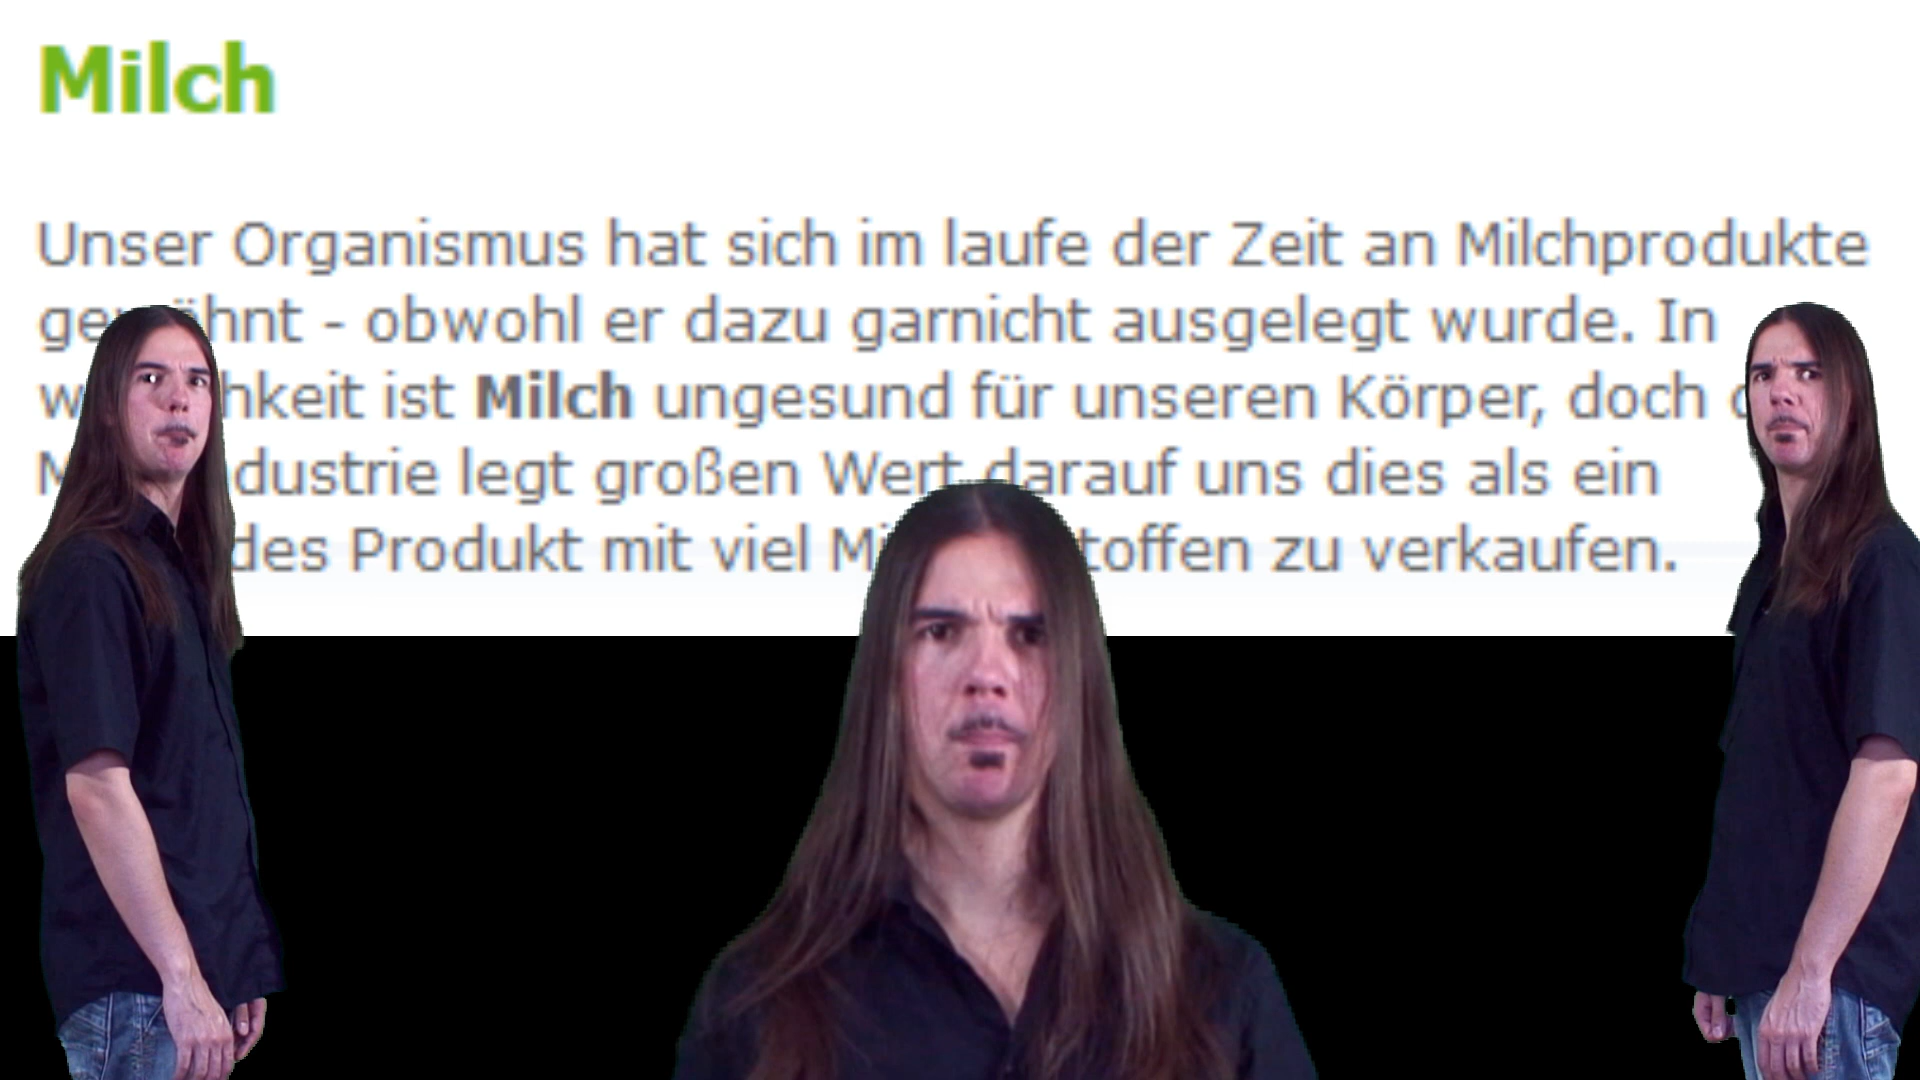 Milch
Unser Organismus hat sich im laufe der Zeit an Milchprodukte
gewöhnt - obwohl er dazu garnicht ausgelegt wurde. In
ist Milch ungesund für unseren Körper, doch
legt großen Wert darauf uns dies als ein
Produkt mit viel zu verkaufen.